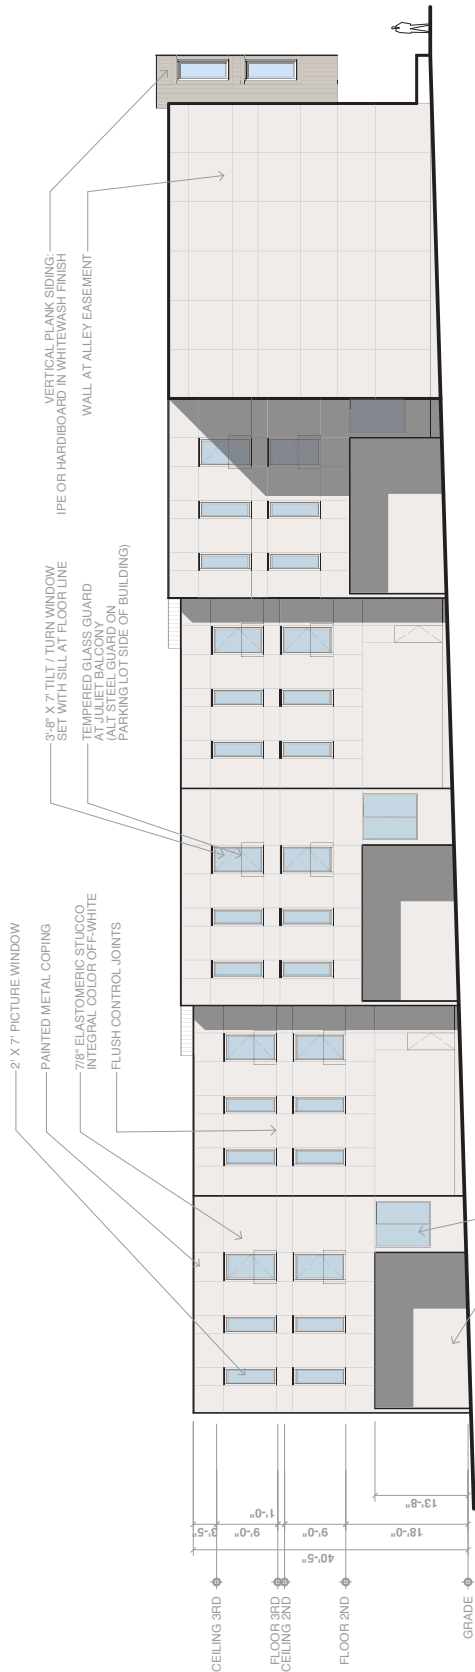 2' X 7' PICTURE WINDOW
PAINTED METAL COPING
7/8" ELASTOMERIC STUCCO
INTEGRAL COLOR OFF-WHITE
FLUSH CONTROL JOINTS
3'-8" X 7' TILT / TURN WINDOW
SET WITH SILL AT FLOOR LINE
TEMPERED GLASS GUARD
AT JULIET BALCONY
(ALT STEEL GUARD ON
PARKING LOT SIDE OF BUILDING)
VERTICAL PLANK SIDING:
IPE OR HARDIBOARD IN WHITEWASH FINISH
WALL AT ALLEY EASEMENT
CEILING 3RD
FLOOR 3RD
CEILING 2ND
FLOOR 2ND
GRADE
40'-5"
3'-5"
9'-0"
1'-0"
9'-0"
18'-0"
13'-8"